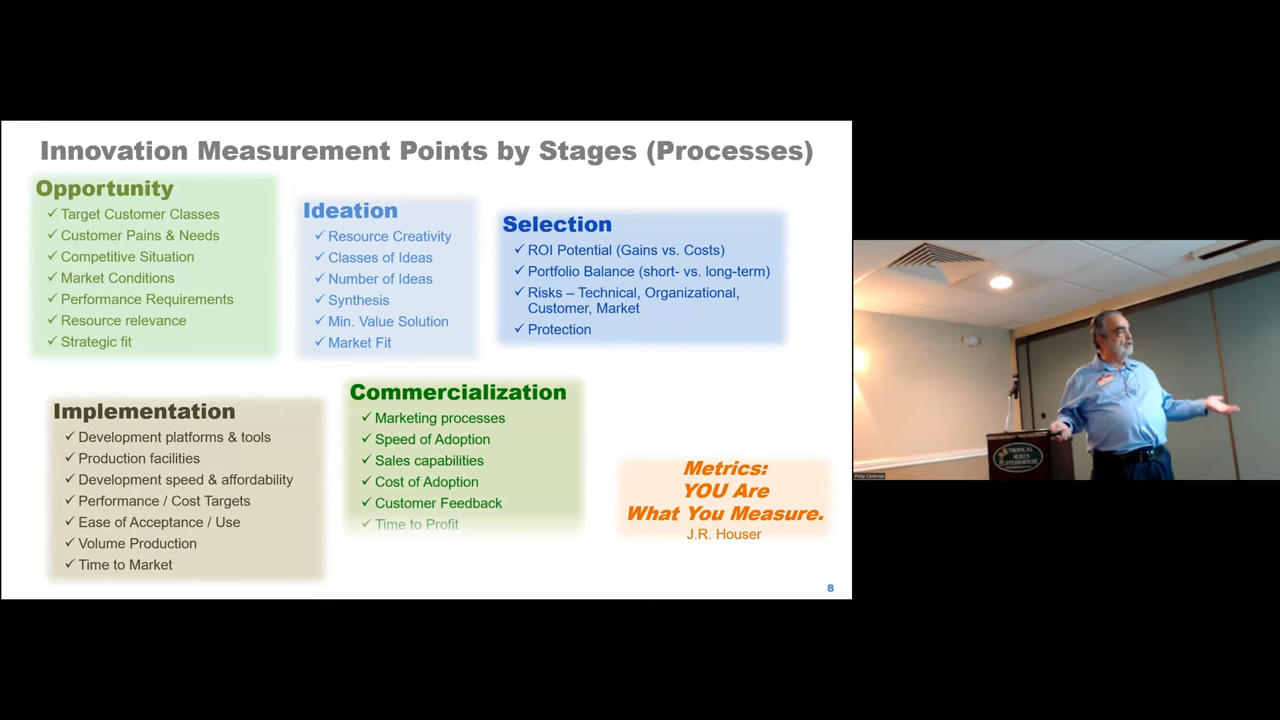 Innovation Measurement Points by Stages (Processes)
Opportunity
✓ Target Customer Classes
✓ Customer Pains & Needs
✓ Competitive Situation
✓ Market Conditions
✓ Performance Requirements
✓ Resource relevance
✓ Strategic fit
Ideation
✓ Resource Creativity
✓ Classes of Ideas
✓ Number of Ideas
✓ Synthesis
✓ Min. Value Solution
✓ Market Fit
Selection
✓ ROI Potential (Gains vs. Costs)
✓ Portfolio Balance (short- vs. long-term)
✓ Risks – Technical, Organizational,
Customer, Market
✓ Protection
Implementation
✓ Development platforms & tools
✓ Production facilities
✓ Development speed & affordability
✓ Performance / Cost Targets
✓ Ease of Acceptance / Use
✓ Volume Production
✓ Time to Market
Commercialization
✓ Marketing processes
✓ Speed of Adoption
✓ Sales capabilities
✓ Cost of Adoption
✓ Customer Feedback
✓ Time to Profit
Metrics:
YOU Are
What You Measure.
J.R. Houser
8
TROPICAL
ACRES
STEAKHOUSE
Philip Centonze